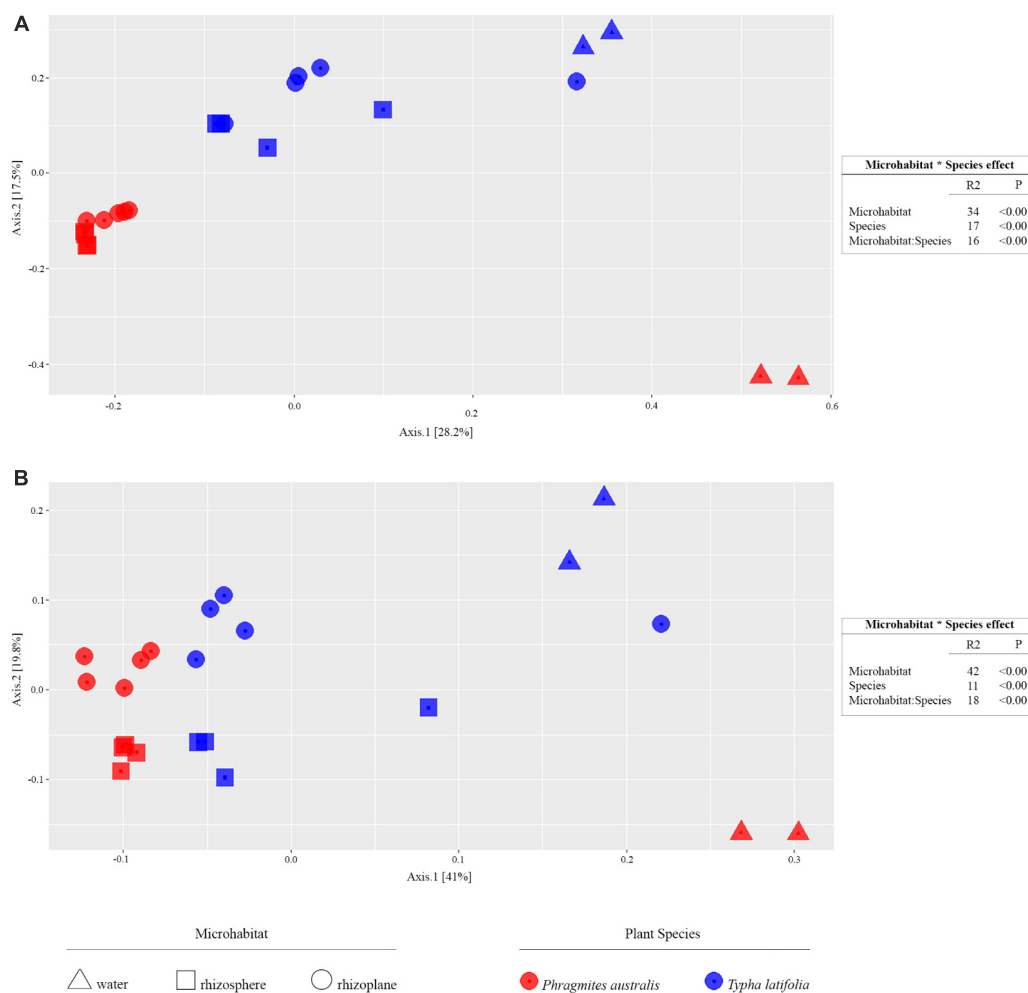 A
0.2
0.0
-0.2
-0.4
Axis.2 [17.5%]
-0.2
0.0
0.2
0.4
0.6
Axis.1 [28.2%]
Microhabitat * Species effect
R2 P
Microhabitat 34 <0.00
Species 17 <0.00
Microhabitat:Species 16 <0.00
B
0.2
0.1
0.0
-0.1
Axis.2 [19.8%]
-0.1
0.0
0.1
0.2
0.3
Axis.1 [41%]
Microhabitat * Species effect
R2 P
Microhabitat 42 <0.00
Species 11 <0.00
Microhabitat:Species 18 <0.00
Microhabitat
water rhizosphere rhizoplane
Plant Species
Phragmites australis Typha latifolia